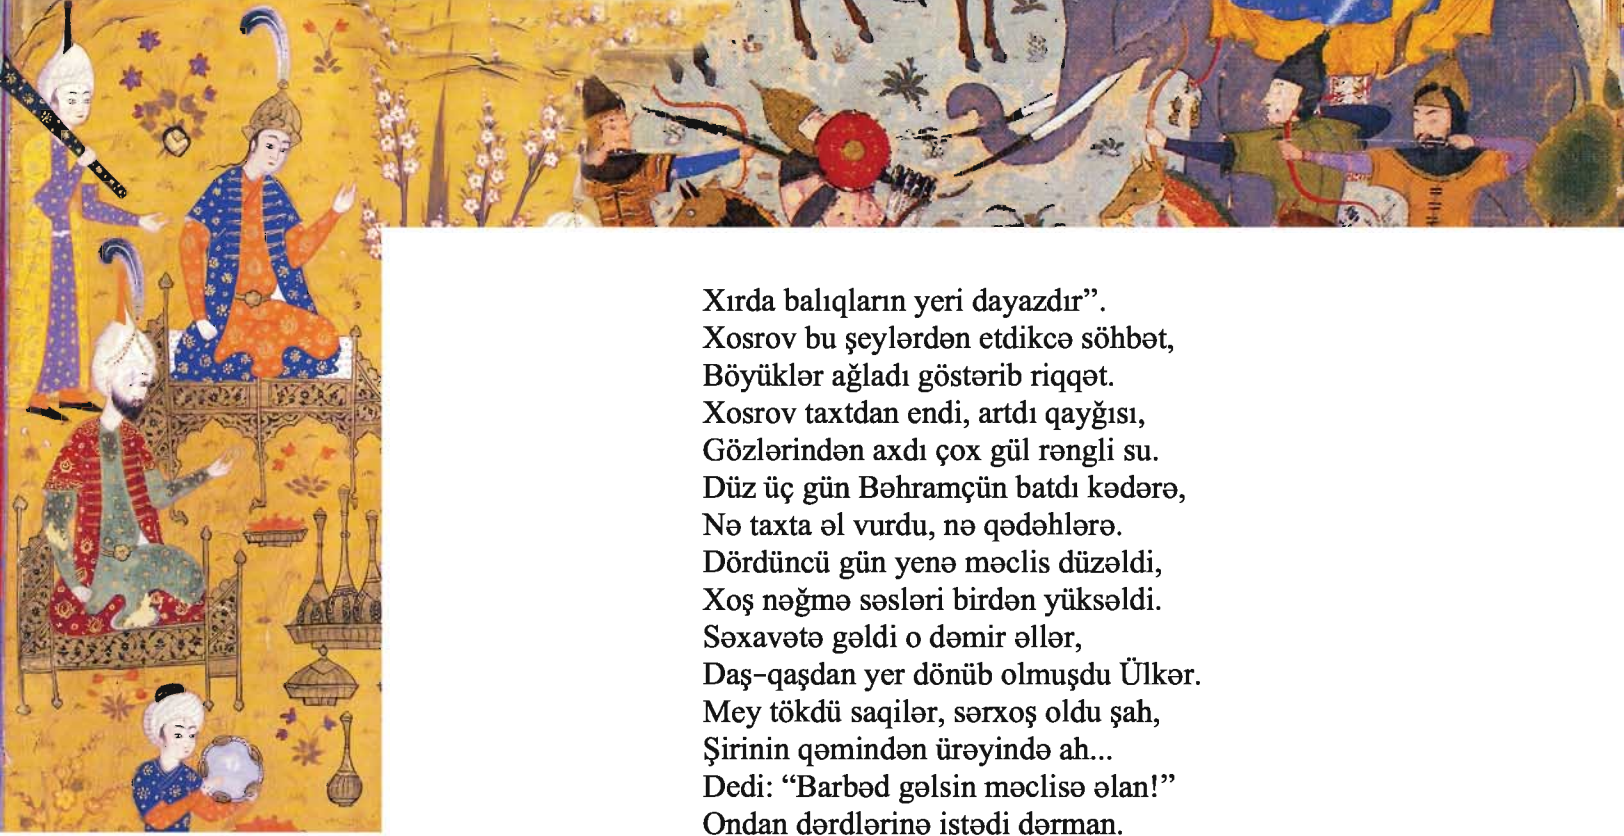 Xırda balıqların yeri dayazdır”.
Xosrov bu şeylərdən etdikcə söhbət,
Böyüklər ağladı göstərib riqqət.
Xosrov taxtdan endi, artdı qayğısı,
Gözlərindən axdı çox gül rəngli su.
Düz üç gün Bəhramçün batdı kədərə,
Nə taxta əl vurdu, nə qədəhlərə.
Dördüncü gün yenə məclis düzəldi,
Xoş nəğmə səsləri birdən yüksəldi.
Səxavətə gəldi o dəmir əllər,
Daş-qaşdan yer dönüb olmuşdu Ülkər.
Mey tökdü saqilər, sərxoş oldu şah,
Şirinin qəmindən ürəyində ah...
Dedi: “Barbəd gəlsin məclisə əlan!”
Ondan dərdlərinə istədi dərman.